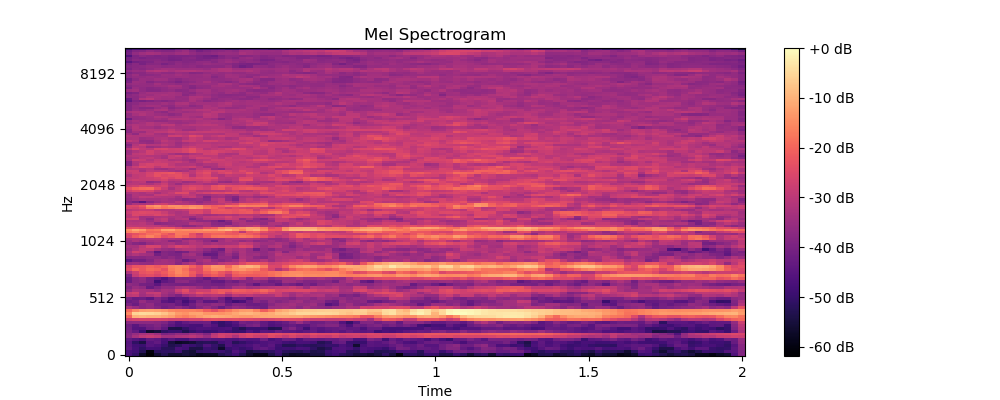 Mel Spectrogram
Hz
8192
4096
2048
1024
512
0
0
0.5
1
1.5
2
Time
+0 dB
-10 dB
-20 dB
-30 dB
-40 dB
-50 dB
-60 dB